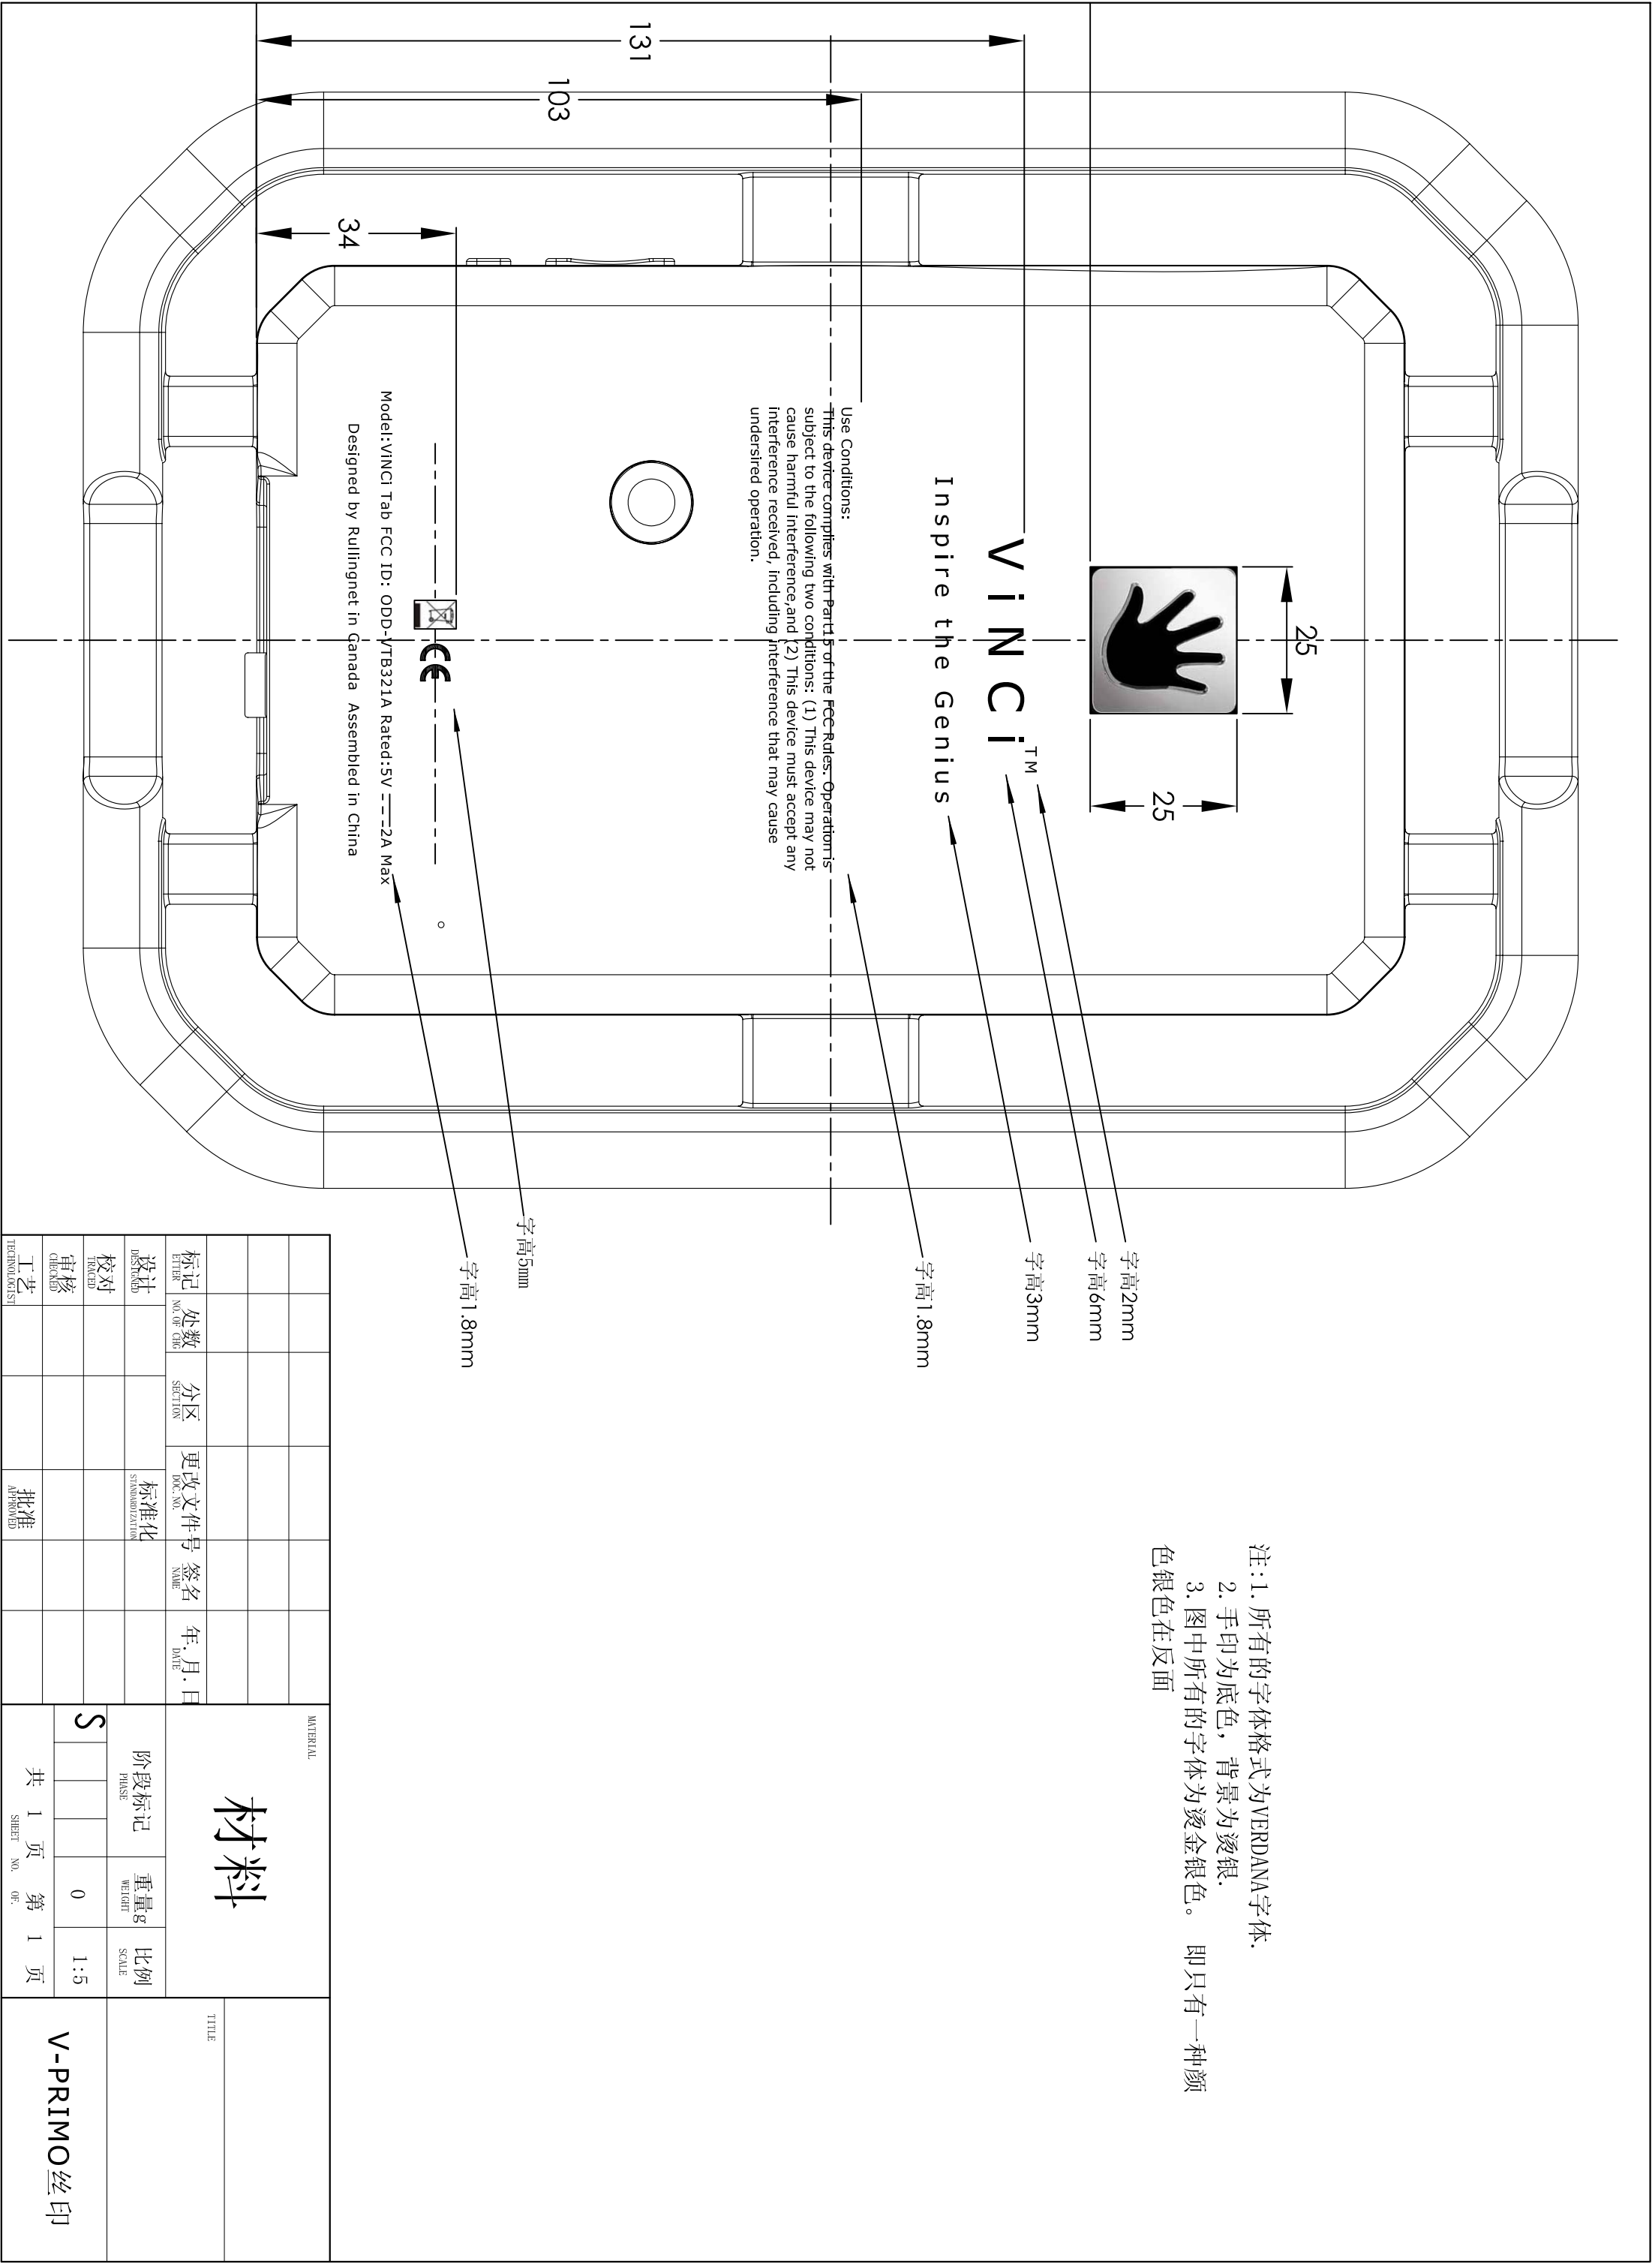 131
103
34
25
25
ViNCi™
Inspire the Genius
Use Conditions:
This device complies with Part15 of the FCC Rules. Operation is
subject to the following two conditions: (1) This device may not
cause harmful interference,and (2) This device must accept any
interference received, including interference that may cause
undersired operation.
CE
Model:ViNCi Tab FCC ID: ODD-VTB321A Rated:5V 2A Max
Designed by Rullingnet in Canada Assembled in China
字高2mm
字高6mm
字高3mm
字高1.8mm
字高5mm
字高1.8mm
注:1. 所有的字体格式为VERDANA字体.
2. 手印为底色，背景为烫银.
3. 图中所有的字体为烫金银色。 即只有一种颜
色银色在反面
标记 处数 分区 更改文件号 签名 年.月.日
ETTER NO. OF CHG SECTION DOC. NO. NAME DATE
设计 标准化
DESIGNED STANDARDIZATION
校对
TRACED
审核
CHECKED
工艺 批准
TECHNOLOGIST APPROVED
MATERIAL
材料
阶段标记 重量g 比例
PHASE WEIGHT SCALE
S 0 1:5
共 1 页 第 1 页
SHEET NO. OF.
TITLE
V-PRIMO丝印